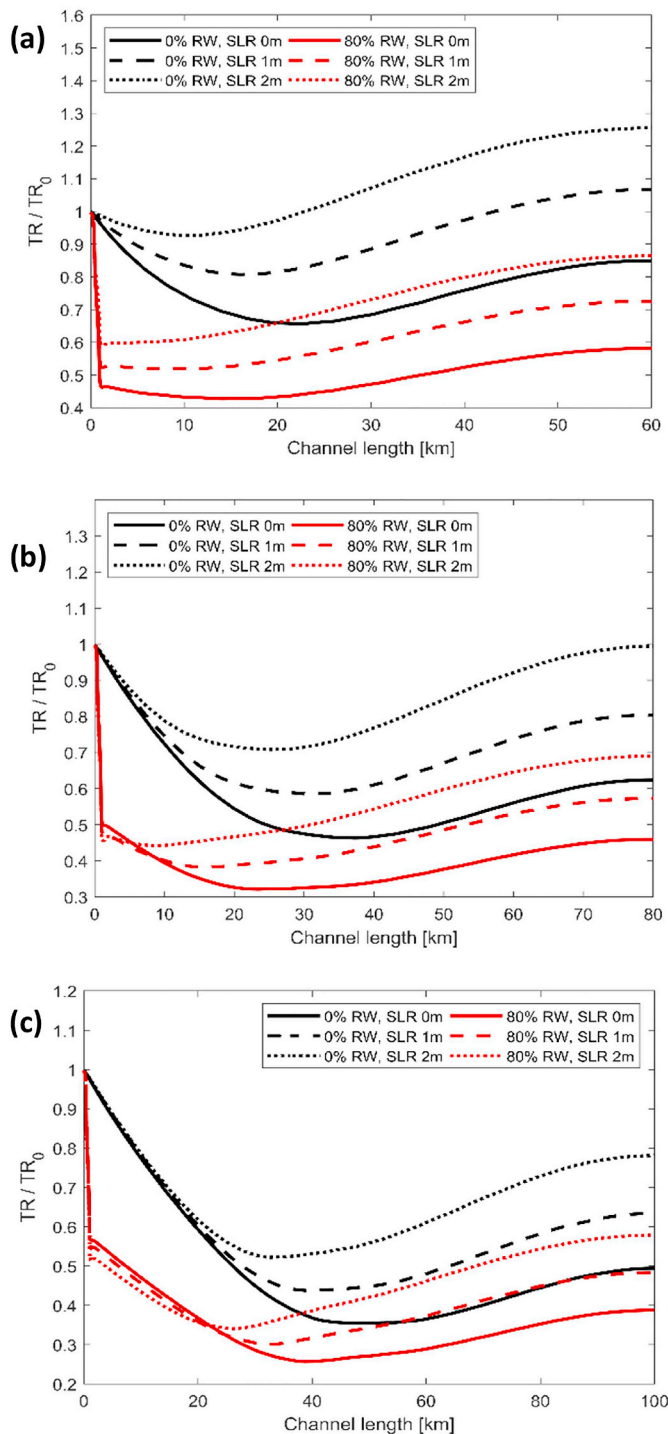 (a)
1.6
1.5
1.4
1.3
1.2
1.1
1
0.9
0.8
0.7
0.6
0.5
0.4
TR / TR0
0% RW, SLR 0m 80% RW, SLR 0m
0% RW, SLR 1m 80% RW, SLR 1m
0% RW, SLR 2m 80% RW, SLR 2m
0 10 20 30 40 50 60
Channel length [km]
(b)
1.3
1.2
1.1
1
0.9
0.8
0.7
0.6
0.5
0.4
0.3
TR / TR0
0% RW, SLR 0m 80% RW, SLR 0m
0% RW, SLR 1m 80% RW, SLR 1m
0% RW, SLR 2m 80% RW, SLR 2m
0 10 20 30 40 50 60 70 80
Channel length [km]
(c)
1.2
1.1
1
0.9
0.8
0.7
0.6
0.5
0.4
0.3
0.2
TR / TR0
0% RW, SLR 0m 80% RW, SLR 0m
0% RW, SLR 1m 80% RW, SLR 1m
0% RW, SLR 2m 80% RW, SLR 2m
0 20 40 60 80 100
Channel length [km]